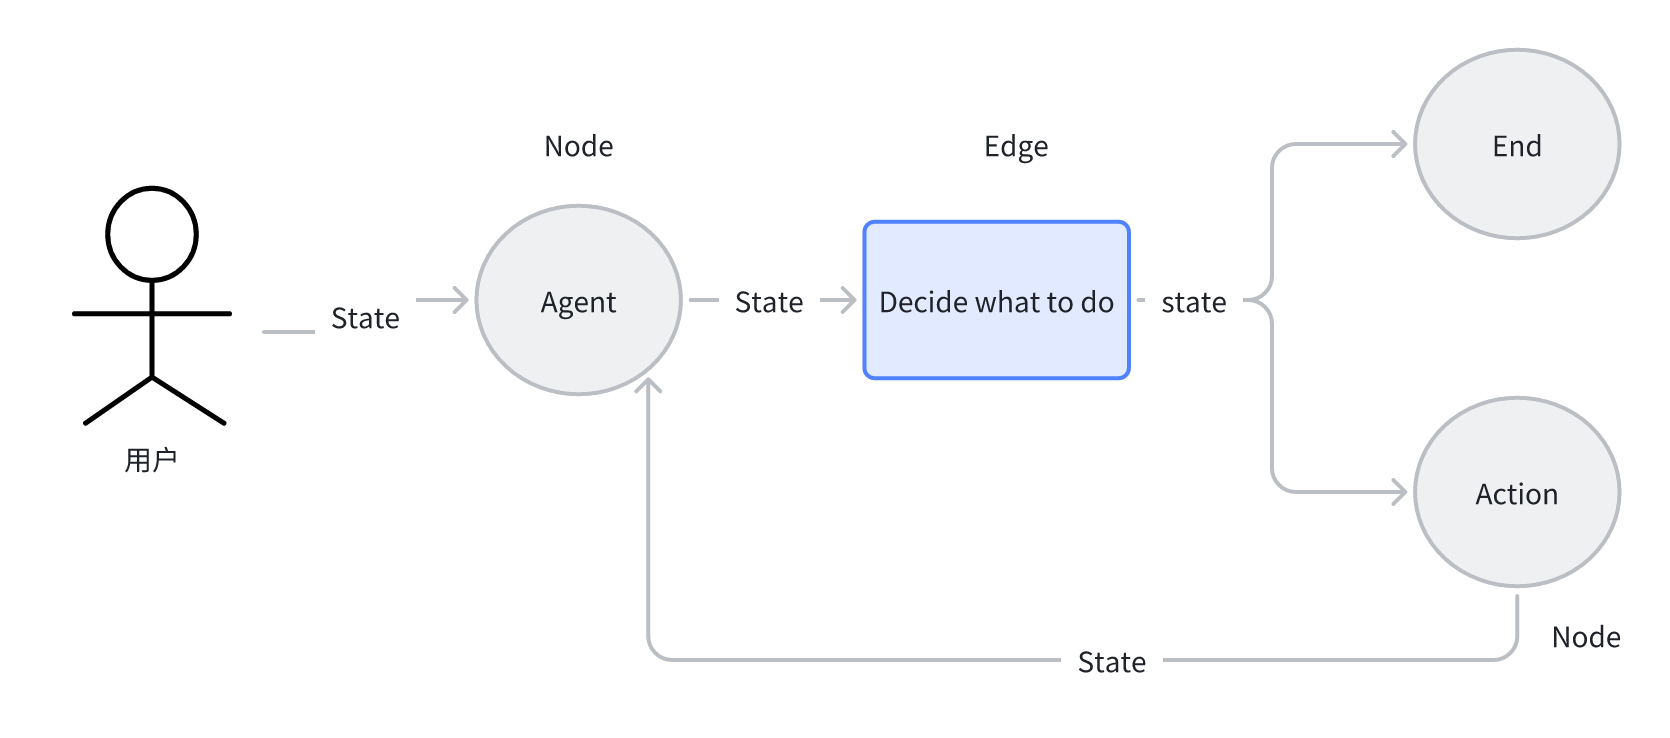 Node
Edge
End
State
Agent
State
Decide what to do
state
用户
Action
Node
State